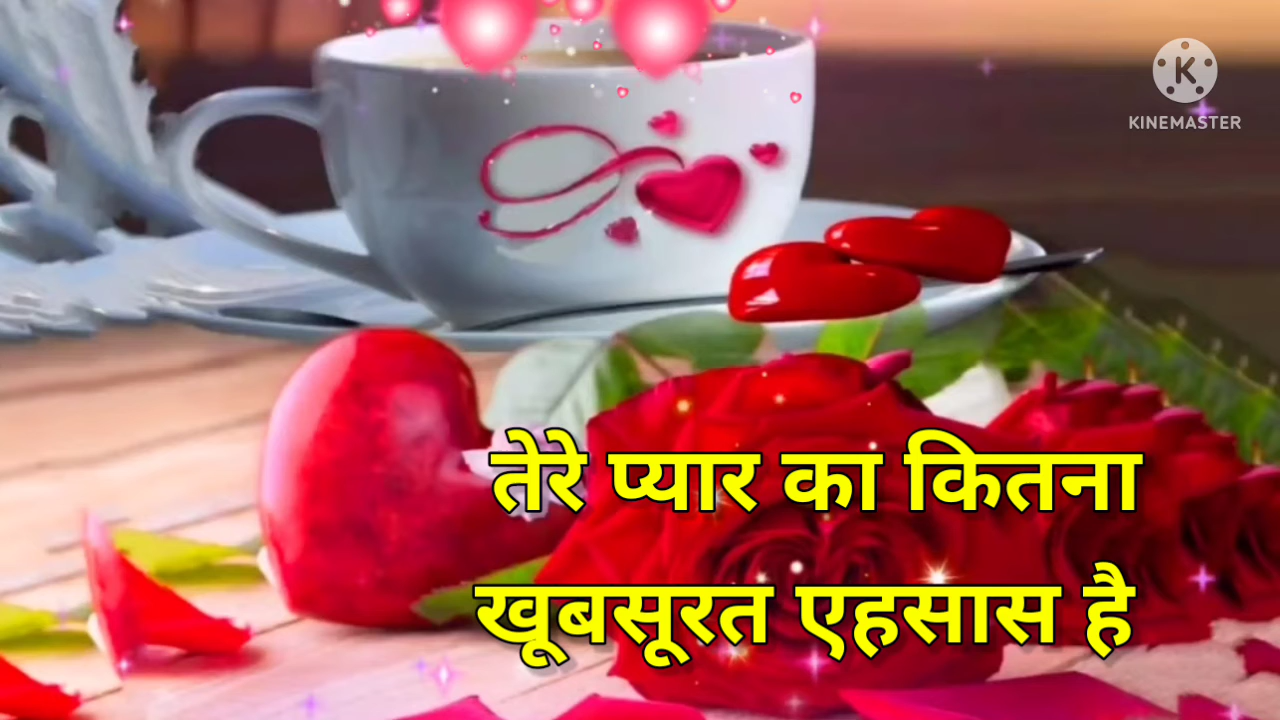 KINEMASTER
तेरे प्यार का कितना
खूबसूरत एहसास है